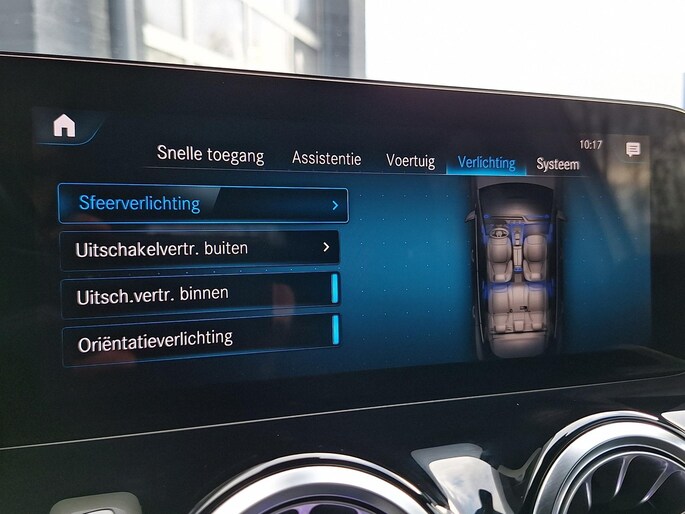 10:17
Snelle toegang Assistentie Voertuig Verlichting Systeem
Sfeerverlichting
Uitschakelvertr. buiten
Uitsch.vertr. binnen
Oriëntatieverlichting